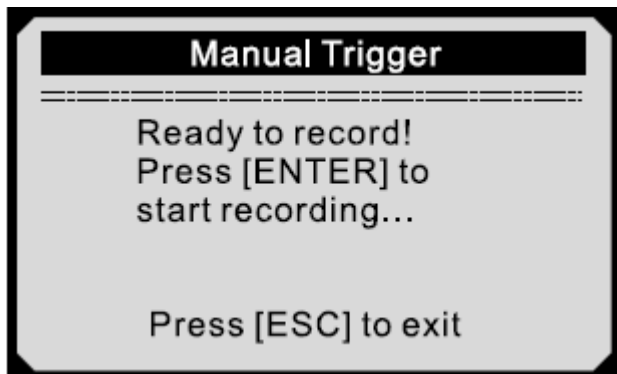 Manual Trigger
Ready to record!
Press [ENTER] to
start recording...
Press [ESC] to exit